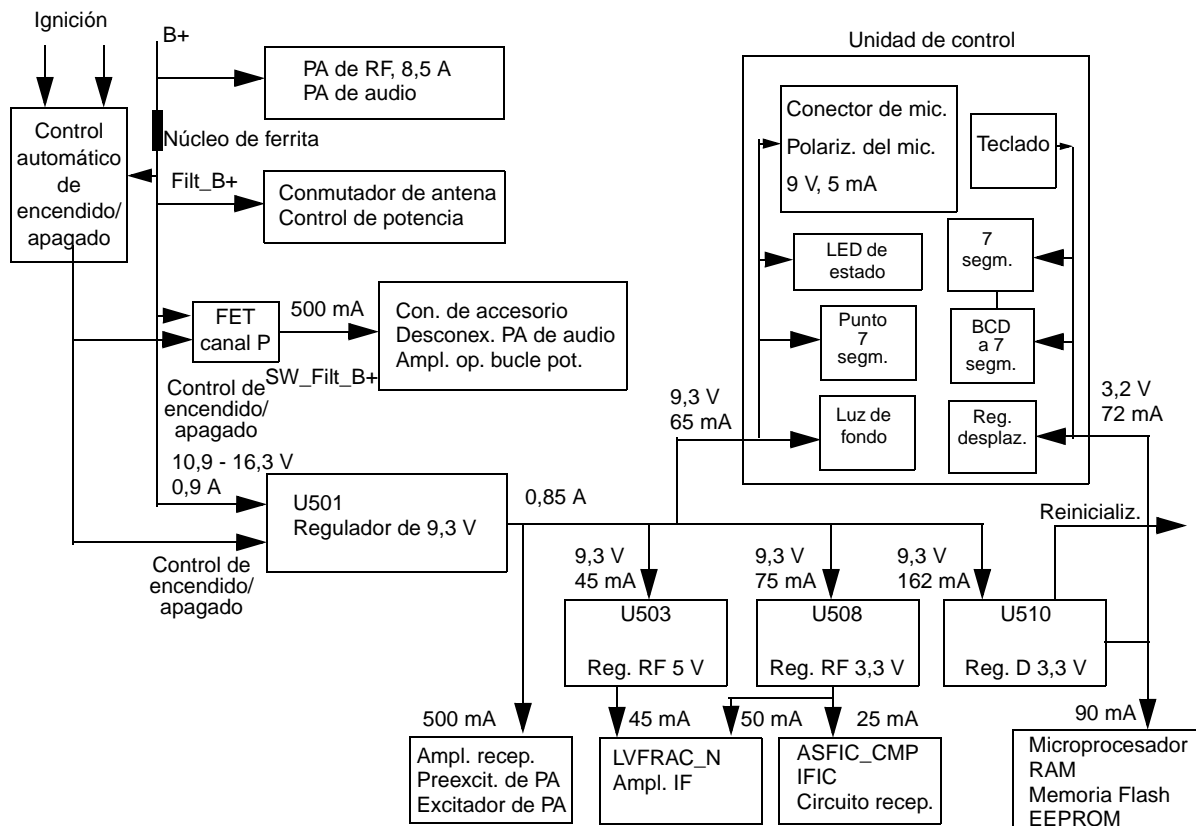 Ignición
B+
PA de RF, 8,5 A
PA de audio
Control
automático
de
encendido/
apagado
Núcleo de ferrita
Filt_B+
Conmutador de antena
Control de potencia
FET
canal P
500 mA
SW_Filt_B+
Con. de accesorio
Desconex. PA de audio
Ampl. op. bucle pot.
Control de
encendido/
apagado
10,9 - 16,3 V
0,9 A
U501
Regulador de 9,3 V
Control de
encendido/
apagado
0,85 A
Unidad de control
Conector de mic.
Polariz. del mic.
9 V, 5 mA
Teclado
LED de
estado
7
segm.
Punto
7
segm.
BCD
a 7
segm.
Luz de
fondo
Reg.
desplaz.
9,3 V
65 mA
3,2 V
72 mA
Reinicializ.
9,3 V
45 mA
9,3 V
75 mA
9,3 V
162 mA
U503
Reg. RF 5 V
U508
Reg. RF 3,3 V
U510
Reg. D 3,3 V
500 mA
45 mA
50 mA
25 mA
90 mA
Ampl. recep.
Preexcit. de PA
Excitador de PA
LVFRAC_N
Ampl. IF
ASFIC_CMP
IFIC
Circuito recep.
Microprocesador
RAM
Memoria Flash
EEPROM